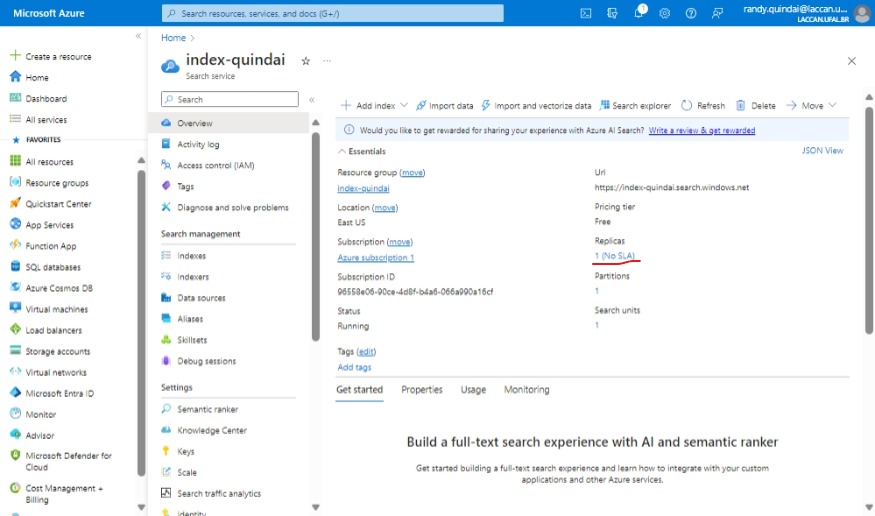 Microsoft Azure
Search resources, services, and docs (G+/)
1
randy.quindai@laccan.u...
LACCAN.UFAL.BR
Create a resource
Home
Dashboard
All services
FAVORITES
All resources
Resource groups
Quickstart Center
App Services
Function App
SQL databases
Azure Cosmos DB
Virtual machines
Load balancers
Storage accounts
Virtual networks
Microsoft Entra ID
Monitor
Advisor
Microsoft Defender for
Cloud
Cost Management +
Billing
Home >
index-quindai
Search service
Search
Overview
Activity log
Access control (IAM)
Tags
Diagnose and solve problems
Search management
Indexes
Indexers
Data sources
Aliases
Skillsets
Debug sessions
Settings
Semantic ranker
Knowledge Center
Keys
Scale
Search traffic analytics
Identity
Add index
Import data
Import and vectorize data
Search explorer
Refresh
Delete
Move
Would you like to get rewarded for sharing your experience with Azure AI Search? Write a review & get rewarded
Essentials
JSON View
Resource group (move)
index-quindai
Location (move)
East US
Subscription (move)
Azure subscription 1
Subscription ID
96558e06-90ce-4d8f-b4a6-066a990a16cf
Status
Running
Tags (edit)
Add tags
Url
https://index-quindai.search.windows.net
Pricing tier
Free
Replicas
1 (No SLA)
Partitions
1
Search units
1
Get started Properties Usage Monitoring
Build a full-text search experience with AI and semantic ranker
Get started building a full-text search experience and learn how to integrate with your custom
applications and other Azure services.